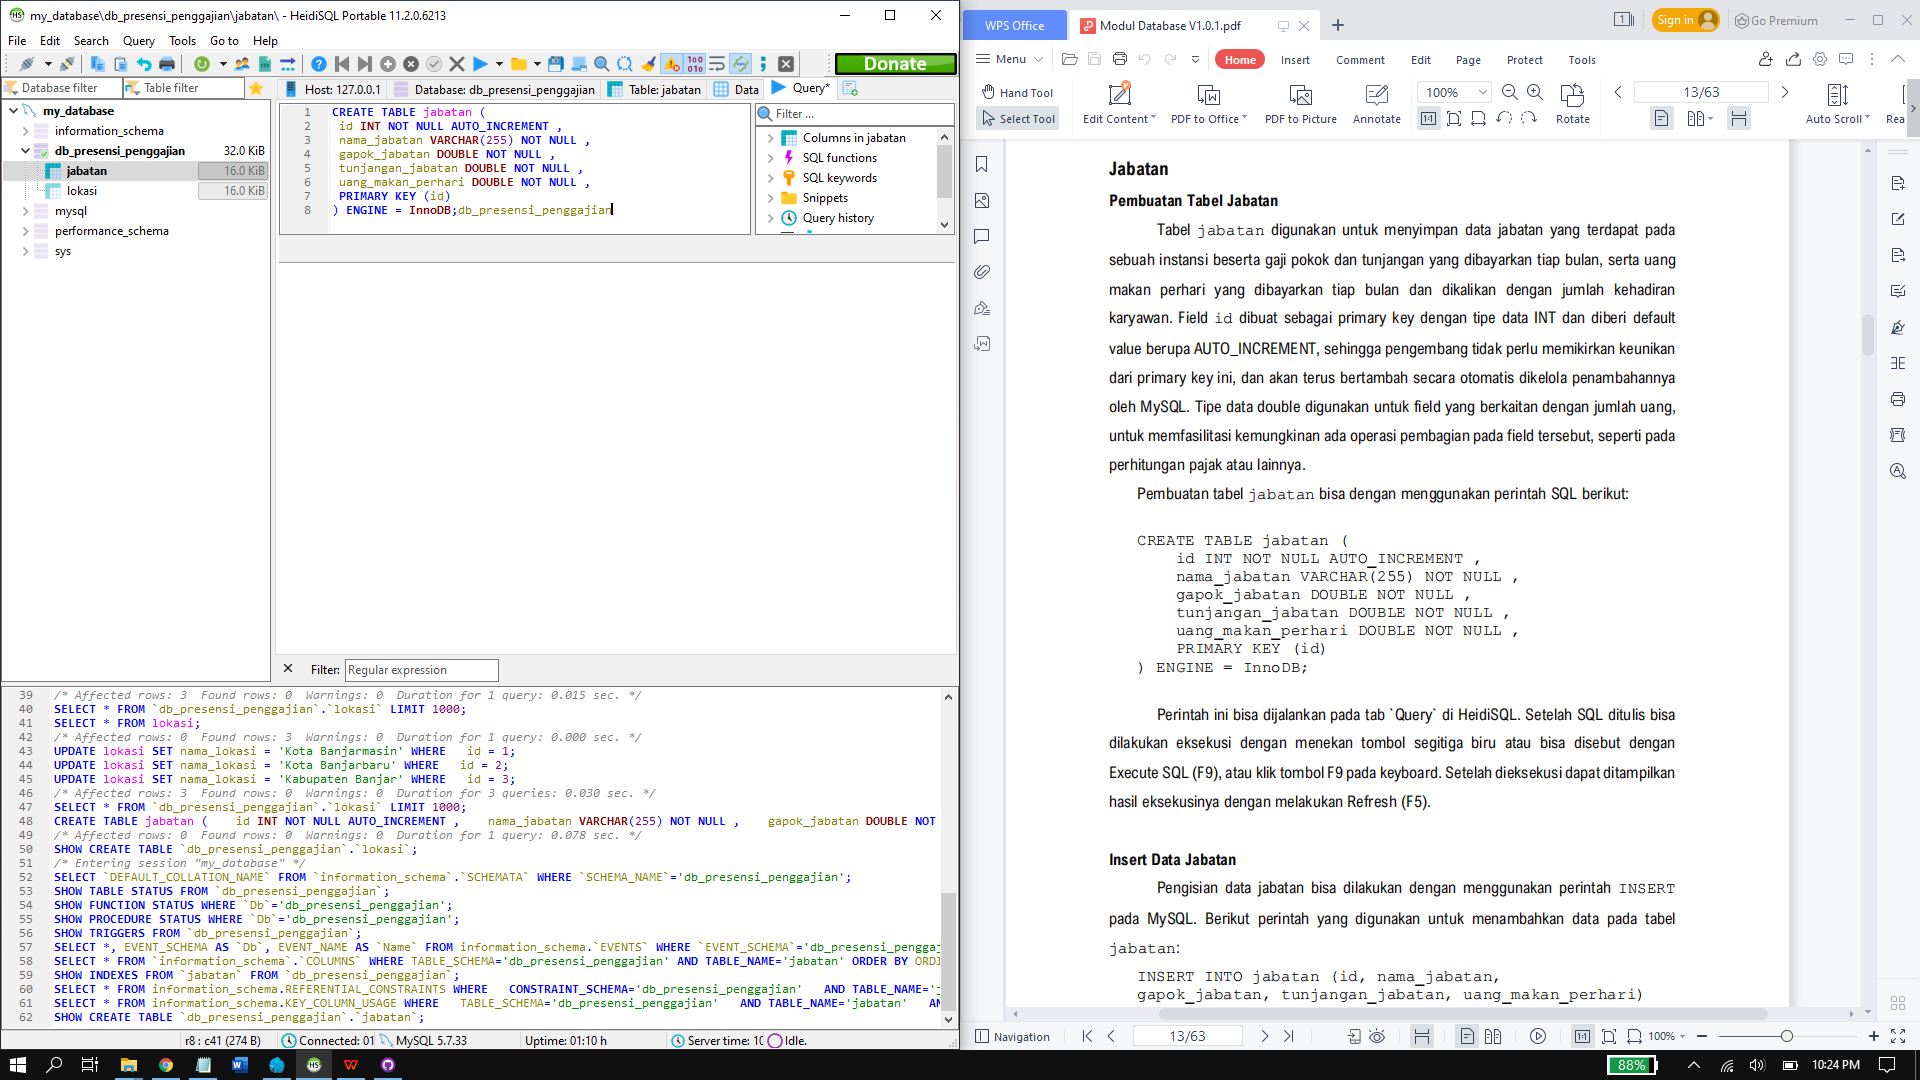 my_database\db_presensi_penggajian\jabatan\ - HeidiSQL Portable 11.2.0.6213
File Edit Search Query Tools Go to Help
Donate
Database filter
Table filter
my_database
information_schema
db_presensi_penggajian 32.0 KiB
jabatan 16.0 KiB
lokasi 16.0 KiB
mysql
performance_schema
sys
Host: 127.0.0.1 Database: db_presensi_penggajian Table: jabatan Data Query*
1 CREATE TABLE jabatan (
2 id INT NOT NULL AUTO_INCREMENT ,
3 nama_jabatan VARCHAR(255) NOT NULL ,
4 gapok_jabatan DOUBLE NOT NULL ,
5 tunjangan_jabatan DOUBLE NOT NULL ,
6 uang_makan_perhari DOUBLE NOT NULL ,
7 PRIMARY KEY (id)
8 ) ENGINE = InnoDB;db_presensi_penggajian
Filter ...
Columns in jabatan
SQL functions
SQL keywords
Snippets
Query history
Filter: Regular expression
39 /* Affected rows: 3 Found rows: 0 Warnings: 0 Duration for 1 query: 0.015 sec. */
40 SELECT * FROM `db_presensi_penggajian`.`lokasi` LIMIT 1000;
41 SELECT * FROM lokasi;
42 /* Affected rows: 0 Found rows: 3 Warnings: 0 Duration for 1 query: 0.000 sec. */
43 UPDATE lokasi SET nama_lokasi = 'Kota Banjarmasin' WHERE id = 1;
44 UPDATE lokasi SET nama_lokasi = 'Kota Banjarbaru' WHERE id = 2;
45 UPDATE lokasi SET nama_lokasi = 'Kabupaten Banjar' WHERE id = 3;
46 /* Affected rows: 3 Found rows: 0 Warnings: 0 Duration for 3 queries: 0.030 sec. */
47 SELECT * FROM `db_presensi_penggajian`.`lokasi` LIMIT 1000;
48 CREATE TABLE jabatan ( id INT NOT NULL AUTO_INCREMENT , nama_jabatan VARCHAR(255) NOT NULL , gapok_jabatan DOUBLE NOT
49 /* Affected rows: 0 Found rows: 0 Warnings: 0 Duration for 1 query: 0.078 sec. */
50 SHOW CREATE TABLE `db_presensi_penggajian`.`lokasi`;
51 /* Entering session "my_database" */
52 SELECT `DEFAULT_COLLATION_NAME` FROM `information_schema`.`SCHEMATA` WHERE `SCHEMA_NAME`='db_presensi_penggajian';
53 SHOW TABLE STATUS FROM `db_presensi_penggajian`;
54 SHOW FUNCTION STATUS WHERE `Db`='db_presensi_penggajian';
55 SHOW PROCEDURE STATUS WHERE `Db`='db_presensi_penggajian';
56 SHOW TRIGGERS FROM `db_presensi_penggajian`;
57 SELECT *, EVENT_SCHEMA AS `Db`, EVENT_NAME AS `Name` FROM information_schema.`EVENTS` WHERE `EVENT_SCHEMA`='db_presensi_pengga
58 SELECT * FROM `information_schema`.`COLUMNS` WHERE TABLE_SCHEMA='db_presensi_penggajian' AND TABLE_NAME='jabatan' ORDER BY ORD
59 SHOW INDEXES FROM `jabatan` FROM `db_presensi_penggajian`;
60 SELECT * FROM information_schema.REFERENTIAL_CONSTRAINTS WHERE CONSTRAINT_SCHEMA='db_presensi_penggajian' AND TABLE_NAME='
61 SELECT * FROM information_schema.KEY_COLUMN_USAGE WHERE TABLE_SCHEMA='db_presensi_penggajian' AND TABLE_NAME='jabatan'
62 SHOW CREATE TABLE `db_presensi_penggajian`.`jabatan`;
r8 : c41 (274 B) Connected: 01 MySQL 5.7.33 Uptime: 01:10 h Server time: 10 Idle.
WPS Office Modul Database V1.0.1.pdf 1 Sign in Go Premium
Menu Home Insert Comment Edit Page Protect Tools
Hand Tool
Select Tool
Edit Content PDF to Office PDF to Picture Annotate
100%
Rotate
13/63
Auto Scroll
Rea
Jabatan
Pembuatan Tabel Jabatan
Tabel jabatan digunakan untuk menyimpan data jabatan yang terdapat pada
sebuah instansi beserta gaji pokok dan tunjangan yang dibayarkan tiap bulan, serta uang
makan perhari yang dibayarkan tiap bulan dan dikalikan dengan jumlah kehadiran
karyawan. Field id dibuat sebagai primary key dengan tipe data INT dan diberi default
value berupa AUTO_INCREMENT, sehingga pengembang tidak perlu memikirkan keunikan
dari primary key ini, dan akan terus bertambah secara otomatis dikelola penambahannya
oleh MySQL. Tipe data double digunakan untuk field yang berkaitan dengan jumlah uang,
untuk memfasilitasi kemungkinan ada operasi pembagian pada field tersebut, seperti pada
perhitungan pajak atau lainnya.
Pembuatan tabel jabatan bisa dengan menggunakan perintah SQL berikut:
CREATE TABLE jabatan (
id INT NOT NULL AUTO_INCREMENT ,
nama_jabatan VARCHAR(255) NOT NULL ,
gapok_jabatan DOUBLE NOT NULL ,
tunjangan_jabatan DOUBLE NOT NULL ,
uang_makan_perhari DOUBLE NOT NULL ,
PRIMARY KEY (id)
) ENGINE = InnoDB;
Perintah ini bisa dijalankan pada tab `Query` di HeidiSQL. Setelah SQL ditulis bisa
dilakukan eksekusi dengan menekan tombol segitiga biru atau bisa disebut dengan
Execute SQL (F9), atau klik tombol F9 pada keyboard. Setelah dieksekusi dapat ditampilkan
hasil eksekusinya dengan melakukan Refresh (F5).
Insert Data Jabatan
Pengisian data jabatan bisa dilakukan dengan menggunakan perintah INSERT
pada MySQL. Berikut perintah yang digunakan untuk menambahkan data pada tabel
jabatan:
INSERT INTO jabatan (id, nama_jabatan,
gapok_jabatan, tunjangan_jabatan, uang_makan_perhari)
Navigation 13/63 100%
88% 10:24 PM